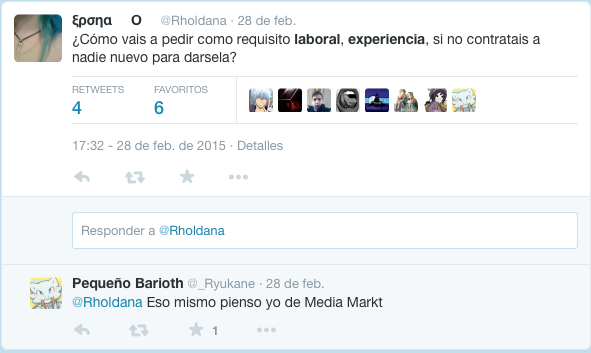 ξρσηα O @Rholdana · 28 de feb.
¿Cómo vais a pedir como requisito laboral, experiencia, si no contratais a
nadie nuevo para darsela?
RETWEETS FAVORITOS
4 6
17:32 - 28 de feb. de 2015 · Detalles
Responder a @Rholdana
Pequeño Barioth @_Ryukane · 28 de feb.
@Rholdana Eso mismo pienso yo de Media Markt
1